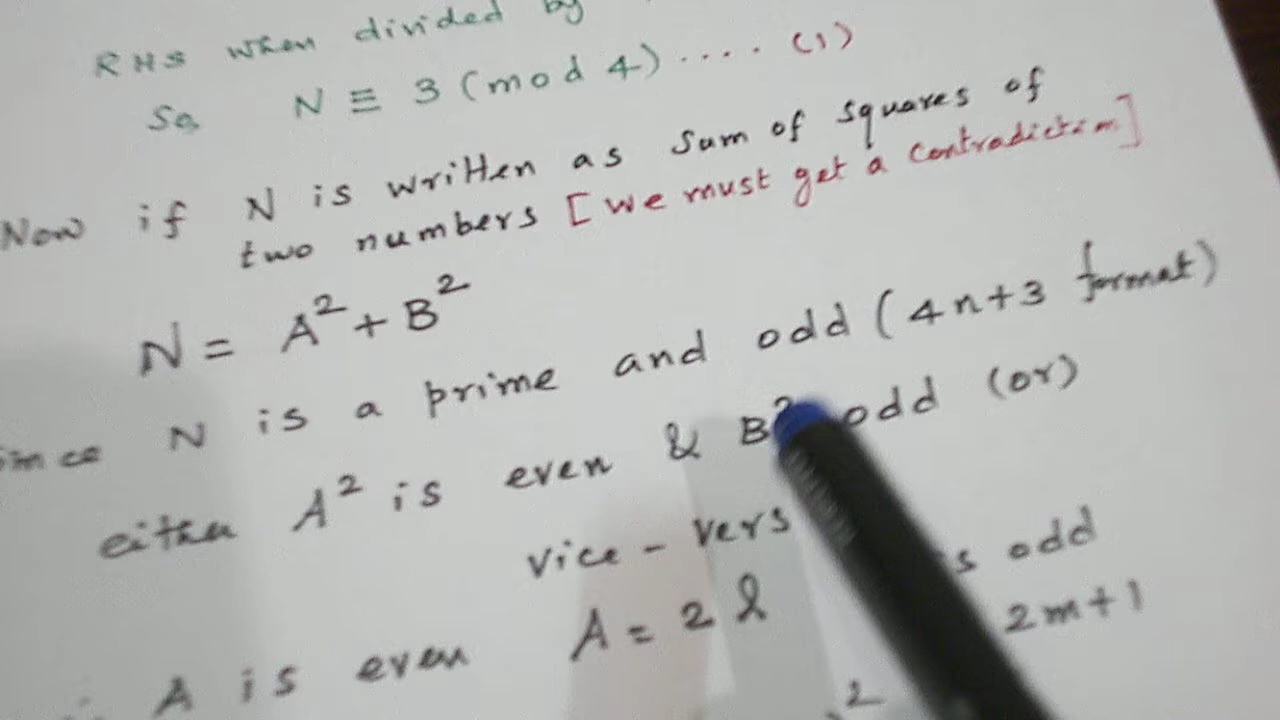 RHS when divided by
So N ≡ 3 (mod 4) .... (1)
Now if N is written as sum of squares of
two numbers [we must get a contradiction]
N = A² + B²
N is a prime and odd (4n+3 format)
either A² is even & B² odd (or)
vice - vers
is odd
A is even A = 2l 2m+1
2